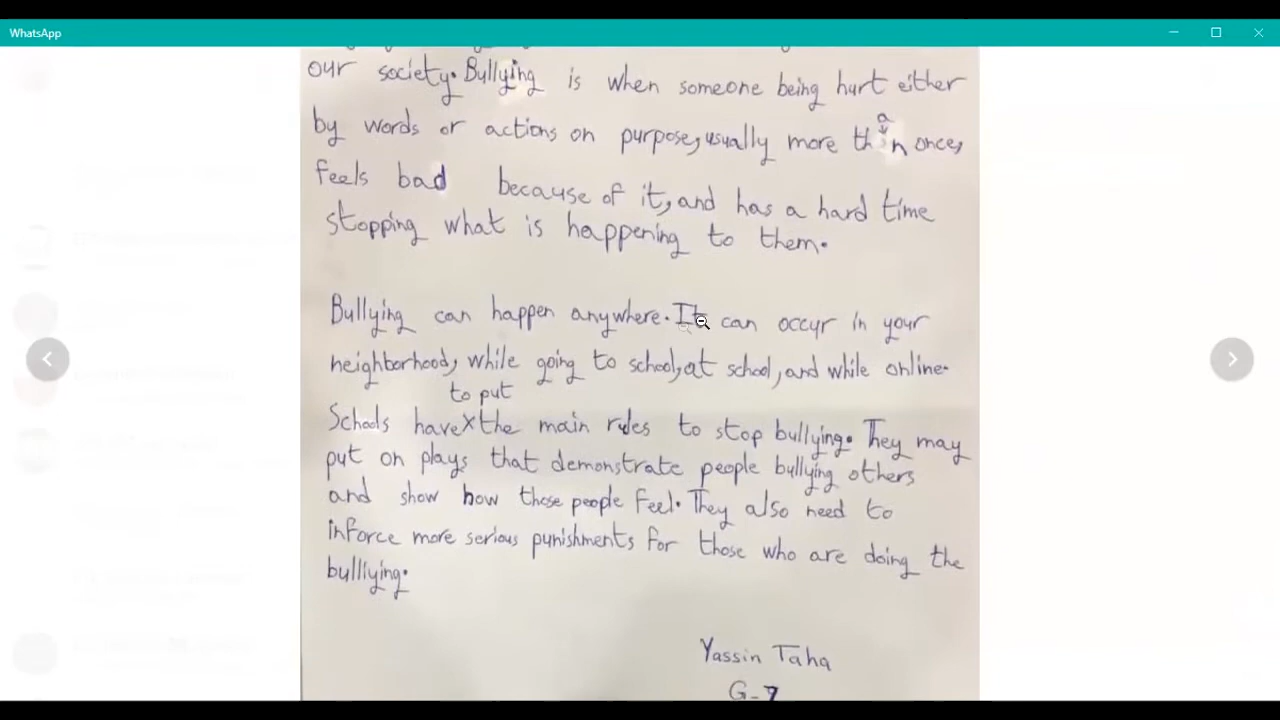 WhatsApp
our society. Bullying is when someone being hurt either
by words or actions on purpose, usually more than once,
feels bad because of it, and has a hard time
stopping what is happening to them.
Bullying can happen anywhere. It can occur in your
neighborhood, while going to school, at school, and while online.
to put
Schools have x the main rules to stop bullying. They may
put on plays that demonstrate people bullying others
and show how those people feel. They also need to
inforce more serious punishments for those who are doing the
bulliying.
Yassin Taha
G-7